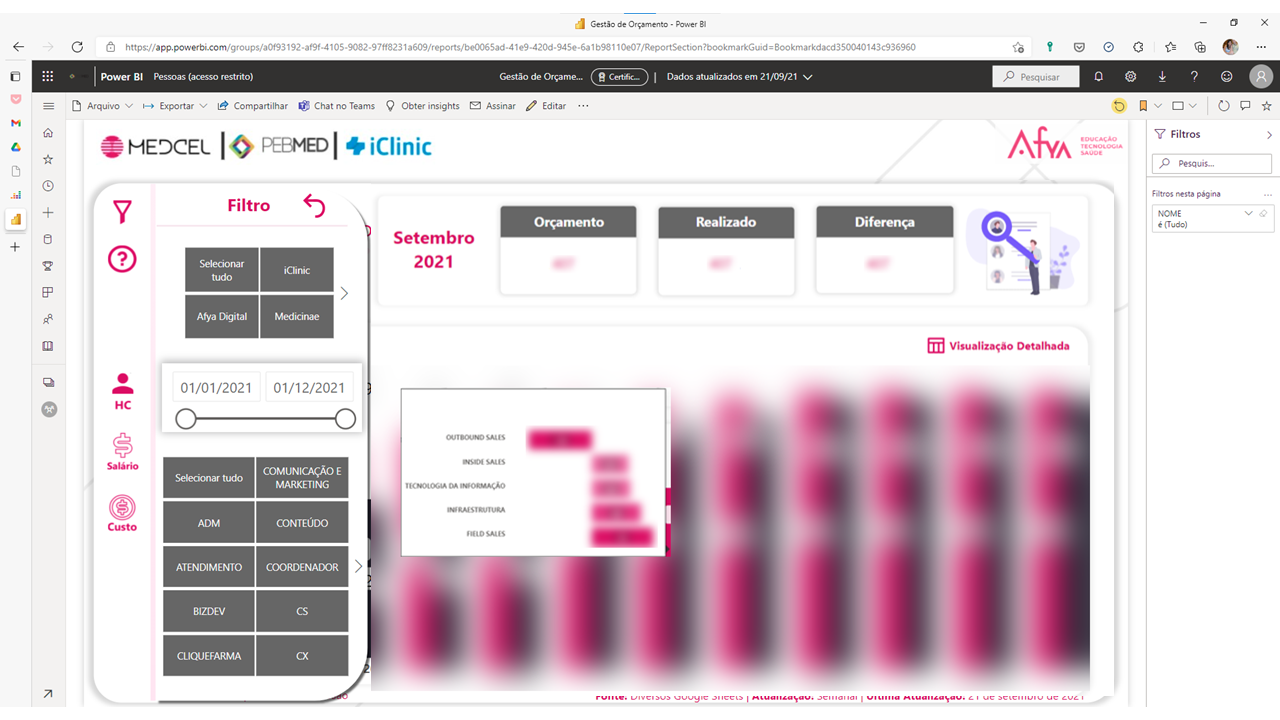 Gestão de Orçamento - Power BI
https://app.powerbi.com/groups/a0f93192-af9f-4105-9082-97ff8231a609/reports/be0065ad-41e9-420d-945e-6a1b98110e07/ReportSection?bookmarkGuid=Bookmarkdacd350040143c936960
Power BI Pessoas (acesso restrito) Gestão de Orçame... Certific... | Dados atualizados em 21/09/21 Pesquisar
Arquivo Exportar Compartilhar Chat no Teams Obter insights Assinar Editar ...
MEDCEL | PEBMED | iClinic
Afya EDUCAÇÃO
TECNOLOGIA
SAÚDE
Filtros
Pesquis...
Filtros nesta página ...
NOME
é (Tudo)
Filtro
Selecionar tudo
iClinic
Afya Digital
Medicinae
01/01/2021 01/12/2021
HC
Salário
Custo
Selecionar tudo
COMUNICAÇÃO E
MARKETING
ADM
CONTEÚDO
ATENDIMENTO
COORDENADOR
BIZDEV
CS
CLIQUEFARMA
CX
Setembro
2021
Orçamento
Realizado
Diferença
Visualização Detalhada
OUTBOUND SALES
INSIDE SALES
TECNOLOGIA DA INFORMAÇÃO
INFRAESTRUTURA
FIELD SALES
Fonte: Diversos Google Sheets | Atualização: Semanal | Última Atualização: 21 de setembro de 2021